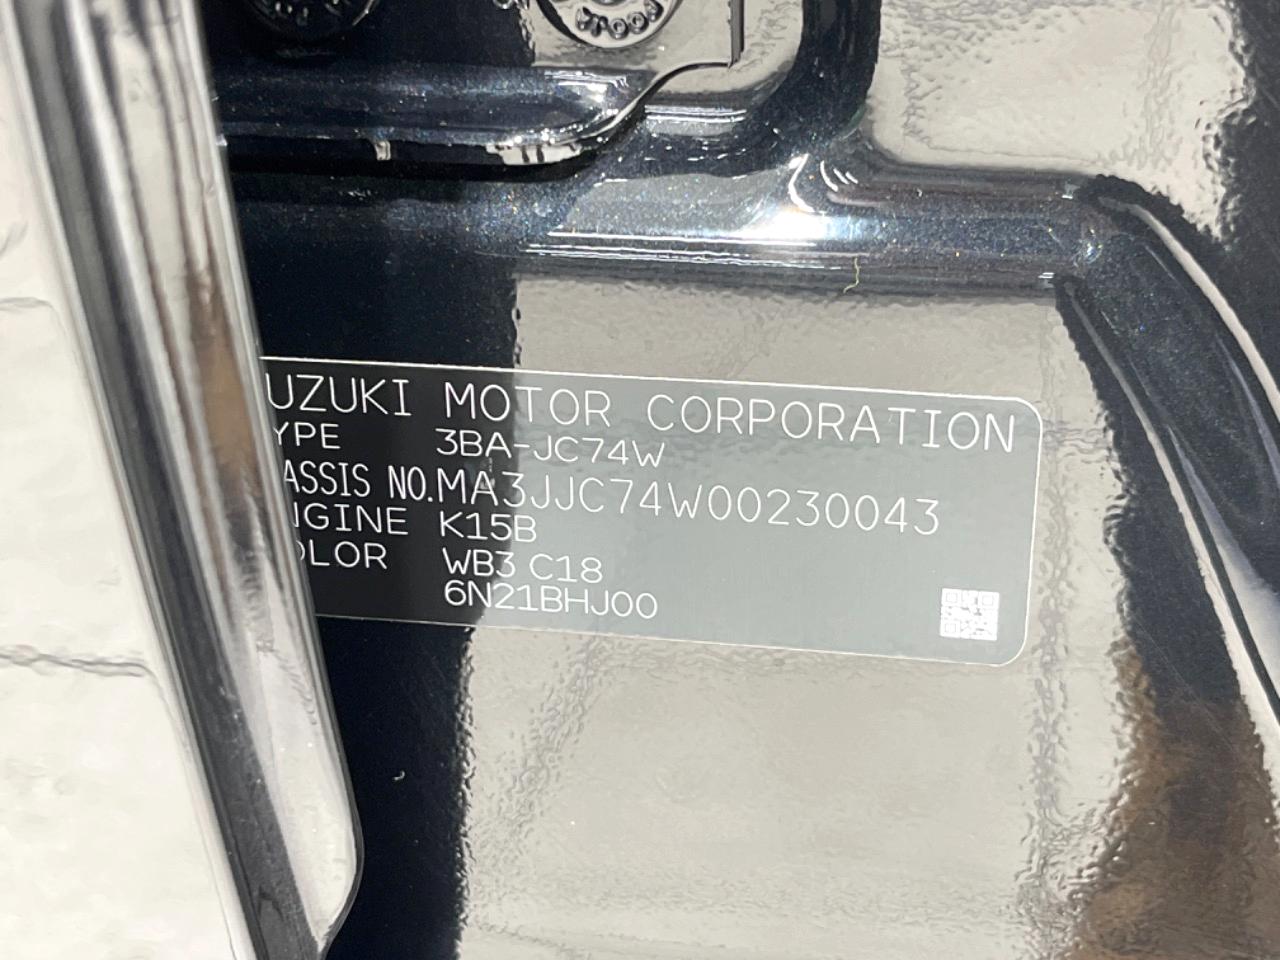 UZUKI MOTOR CORPORATION
YPE 3BA-JC74W
ASSIS NO.MA3JJC74W00230043
NGINE K15B
OLOR WB3 C18
6N21BHJ00